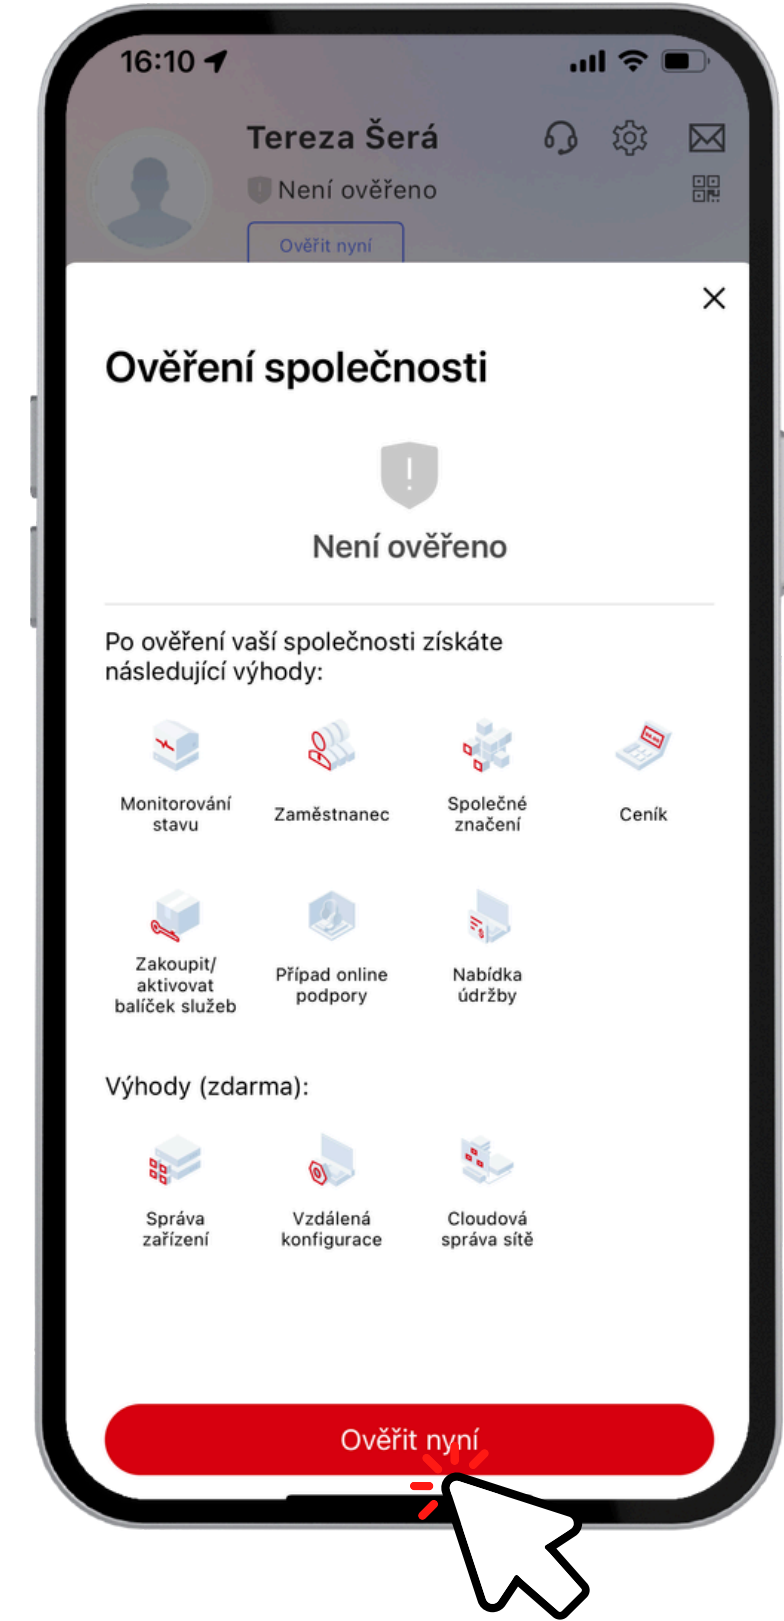 16:10
Tereza Šerá
Není ověřeno
Ověřit nyní
Ověření společnosti
Není ověřeno
Po ověření vaší společnosti získáte
následující výhody:
Monitorování
stavu
Zaměstnanec
Společné
značení
Ceník
Zakoupit/
aktivovat
balíček služeb
Případ online
podpory
Nabídka
údržby
Výhody (zdarma):
Správa
zařízení
Vzdálená
konfigurace
Cloudová
správa sítě
Ověřit nyní